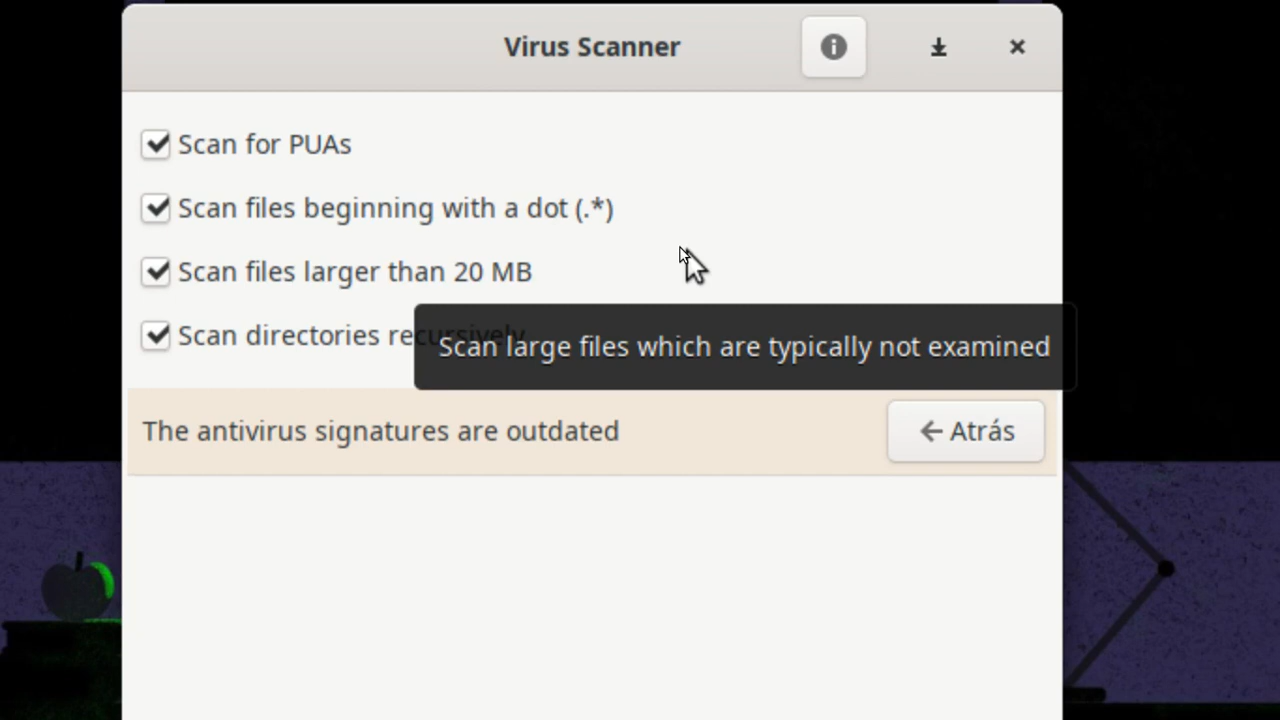 Virus Scanner
Scan for PUAs
Scan files beginning with a dot (.*)
Scan files larger than 20 MB
Scan directories recursively
Scan large files which are typically not examined
The antivirus signatures are outdated
Atrás